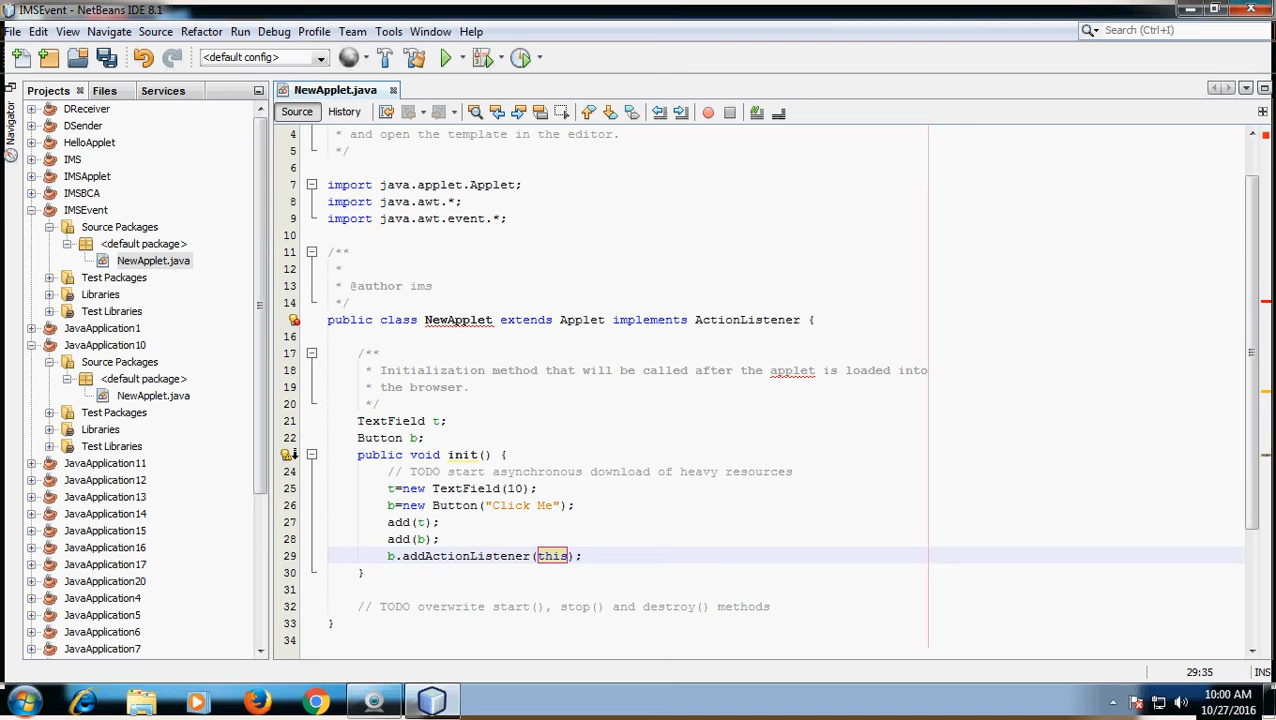 IMSEvent - NetBeans IDE 8.1
File Edit View Navigate Source Refactor Run Debug Profile Team Tools Window Help
Search (Ctrl+I)
<default config>
Projects Files Services
NewApplet.java
Navigator
Source History
DReceiver
DSender
HelloApplet
IMS
IMSApplet
IMSBCA
IMSEvent
Source Packages
<default package>
NewApplet.java
Test Packages
Libraries
Test Libraries
JavaApplication1
JavaApplication10
Source Packages
<default package>
NewApplet.java
Test Packages
Libraries
Test Libraries
JavaApplication11
JavaApplication12
JavaApplication13
JavaApplication14
JavaApplication15
JavaApplication16
JavaApplication17
JavaApplication20
JavaApplication4
JavaApplication5
JavaApplication6
JavaApplication7
4 * and open the template in the editor.
5 */
6
7 import java.applet.Applet;
8 import java.awt.*;
9 import java.awt.event.*;
10
11 /**
12 *
13 * @author ims
14 */
public class NewApplet extends Applet implements ActionListener {
16
17 /**
18 * Initialization method that will be called after the applet is loaded into
19 * the browser.
20 */
21 TextField t;
22 Button b;
public void init() {
24 // TODO start asynchronous download of heavy resources
25 t=new TextField(10);
26 b=new Button("Click Me");
27 add(t);
28 add(b);
29 b.addActionListener(this);
30 }
31
32 // TODO overwrite start(), stop() and destroy() methods
33 }
34
29:35 INS
10:00 AM
10/27/2016